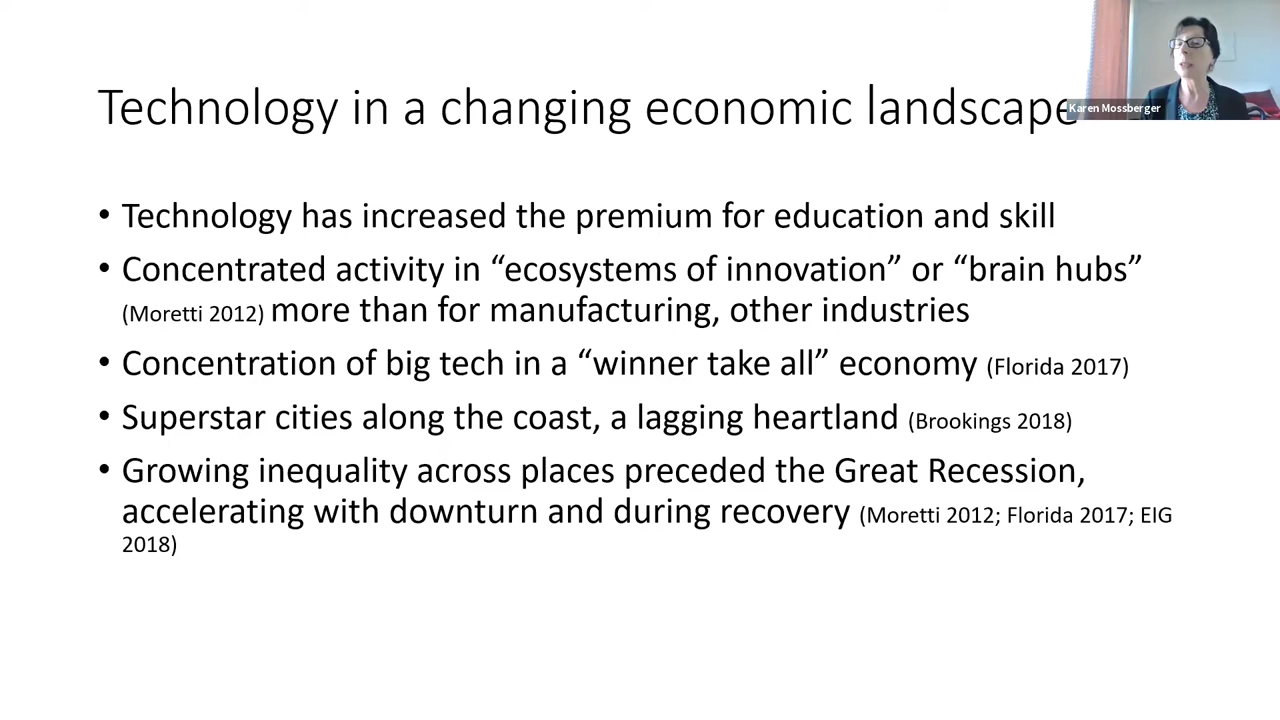 Technology in a changing economic landscape
Karen Mossberger
• Technology has increased the premium for education and skill
• Concentrated activity in “ecosystems of innovation” or “brain hubs”
(Moretti 2012) more than for manufacturing, other industries
• Concentration of big tech in a “winner take all” economy (Florida 2017)
• Superstar cities along the coast, a lagging heartland (Brookings 2018)
• Growing inequality across places preceded the Great Recession,
accelerating with downturn and during recovery (Moretti 2012; Florida 2017; EIG
2018)